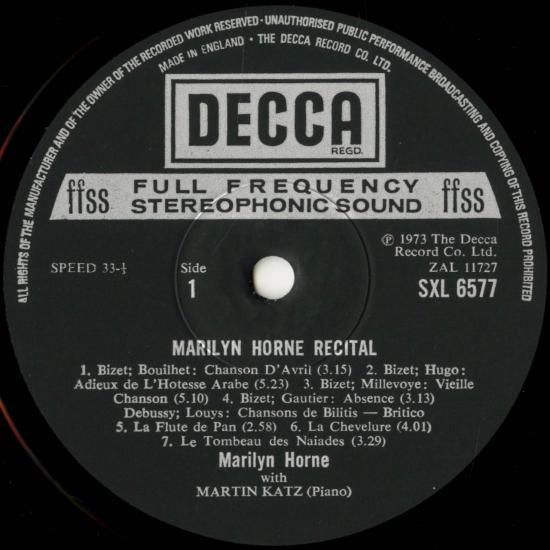 ALL RIGHTS OF THE MANUFACTURER AND OF THE OWNER OF THE RECORDED WORK RESERVED · UNAUTHORISED PUBLIC PERFORMANCE BROADCASTING AND COPYING OF THIS RECORD PROHIBITED
MADE IN ENGLAND · THE DECCA RECORD CO. LTD.
DECCA
REGD.
ffss FULL FREQUENCY ffss
STEREOPHONIC SOUND
℗ 1973 The Decca
Record Co. Ltd.
SPEED 33-⅓ Side ZAL 11727
1 SXL 6577
MARILYN HORNE RECITAL
1. Bizet; Bouilhet: Chanson D'Avril (3.15) 2. Bizet; Hugo:
Adieux de L'Hotesse Arabe (5.23) 3. Bizet; Millevoye: Vieille
Chanson (5.10) 4. Bizet; Gautier: Absence (3.13)
Debussy; Louys: Chansons de Bilitis — Britico
5. La Flute de Pan (2.58) 6. La Chevelure (4.01)
7. Le Tombeau des Naiades (3.29)
Marilyn Horne
with
MARTIN KATZ (Piano)